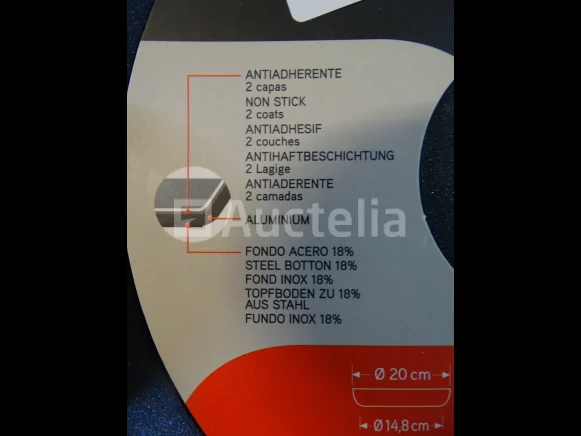 ANTIADHERENTE
2 capas
NON STICK
2 coats
ANTIADHESIF
2 couches
ANTIHAFTBESCHICHTUNG
2 Lagige
ANTIADERENTE
2 camadas
Auctelia
ALUMINIUM
FONDO ACERO 18%
STEEL BOTTON 18%
FOND INOX 18%
TOPFBODEN ZU 18%
AUS STAHL
FUNDO INOX 18%
Ø 20 cm
Ø 14,8 cm